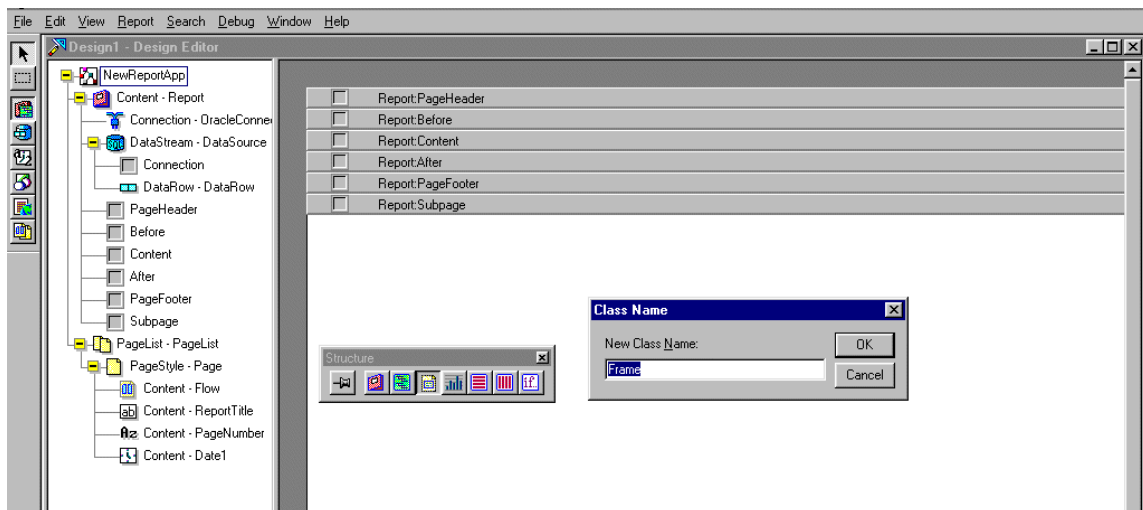 File Edit View Report Search Debug Window Help
Design1 - Design Editor
NewReportApp
Content - Report
Connection - OracleConne
DataStream - DataSource
Connection
DataRow - DataRow
PageHeader
Before
Content
After
PageFooter
Subpage
PageList - PageList
PageStyle - Page
Content - Flow
ab Content - ReportTitle
Az Content - PageNumber
Content - Date1
Report:PageHeader
Report:Before
Report:Content
Report:After
Report:PageFooter
Report:Subpage
Structure
if..
Class Name
New Class Name:
OK
Frame
Cancel